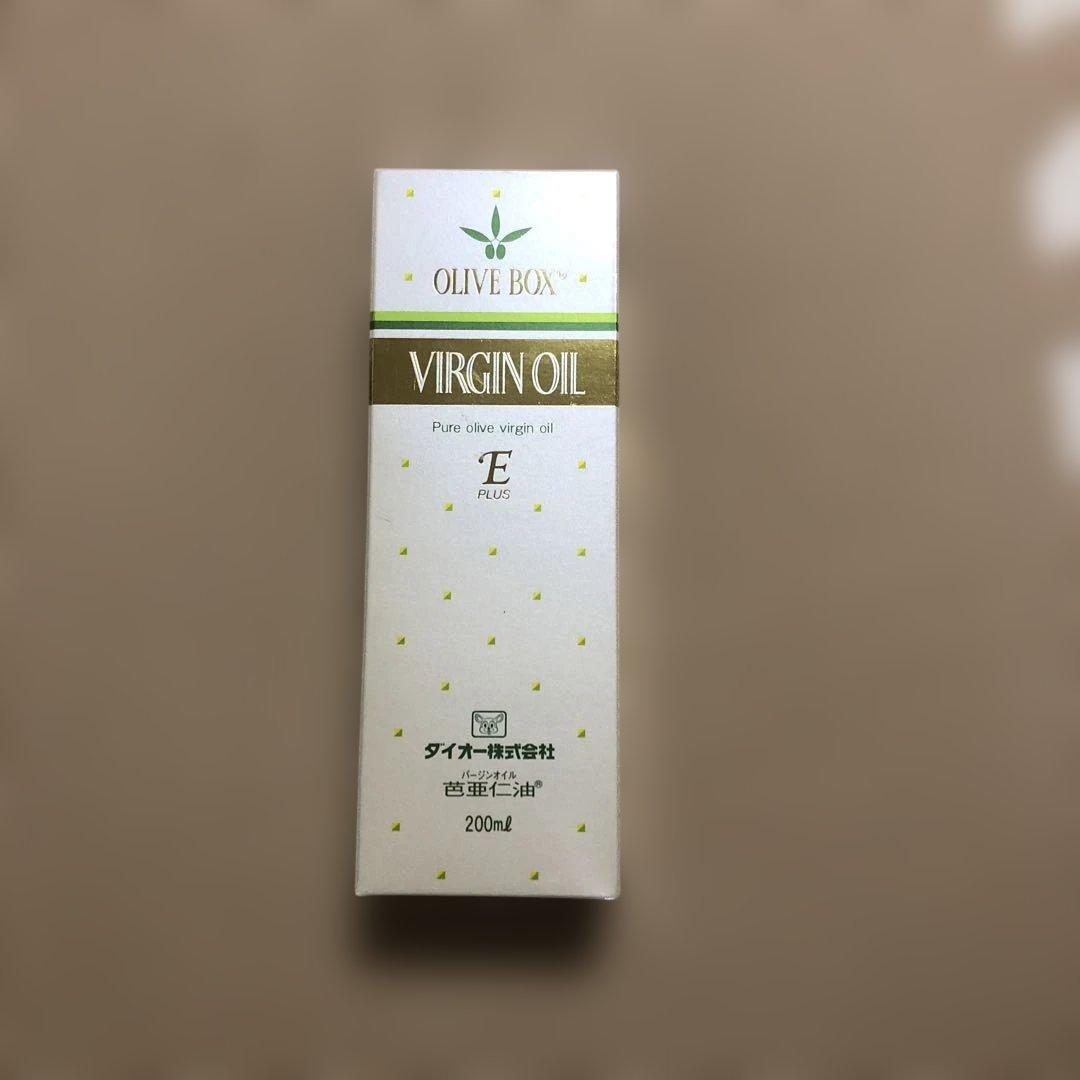 OLIVE BOX
VIRGIN OIL
Pure olive virgin oil
E
PLUS
ダイオー株式会社
バージンオイル
芭亜仁油®
200mℓ